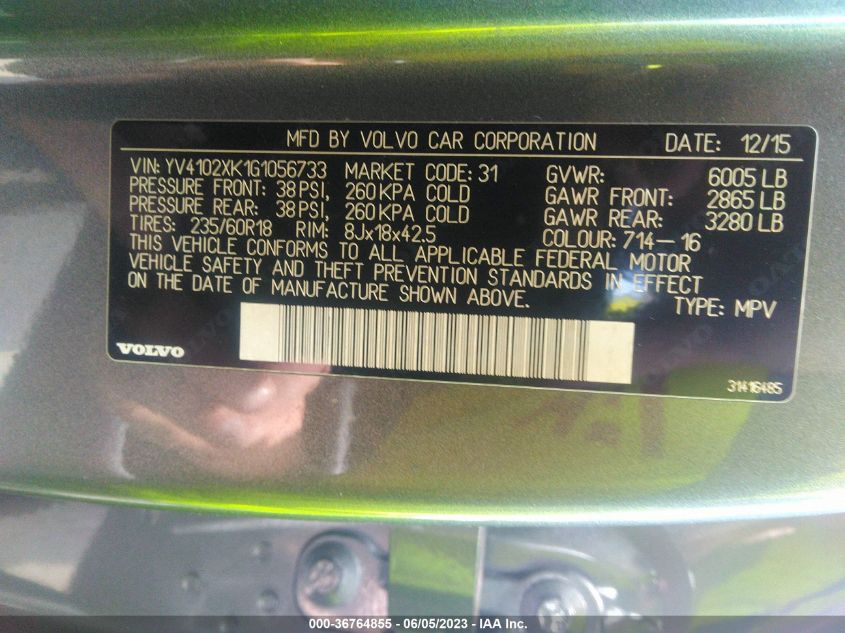 MFD BY VOLVO CAR CORPORATION DATE: 12/15
VIN: YV4102XK1G1056733 MARKET CODE: 31 GVWR: 6005 LB
PRESSURE FRONT: 38 PSI, 260 KPA COLD GAWR FRONT: 2865 LB
PRESSURE REAR: 38 PSI, 260 KPA COLD GAWR REAR: 3280 LB
TIRES: 235/60R18 RIM: 8Jx18x42.5 COLOUR: 714-16
THIS VEHICLE CONFORMS TO ALL APPLICABLE FEDERAL MOTOR
VEHICLE SAFETY AND THEFT PREVENTION STANDARDS IN EFFECT
ON THE DATE OF MANUFACTURE SHOWN ABOVE. TYPE: MPV
VOLVO
31416485
000-36764855 - 06/05/2023 - IAA Inc.